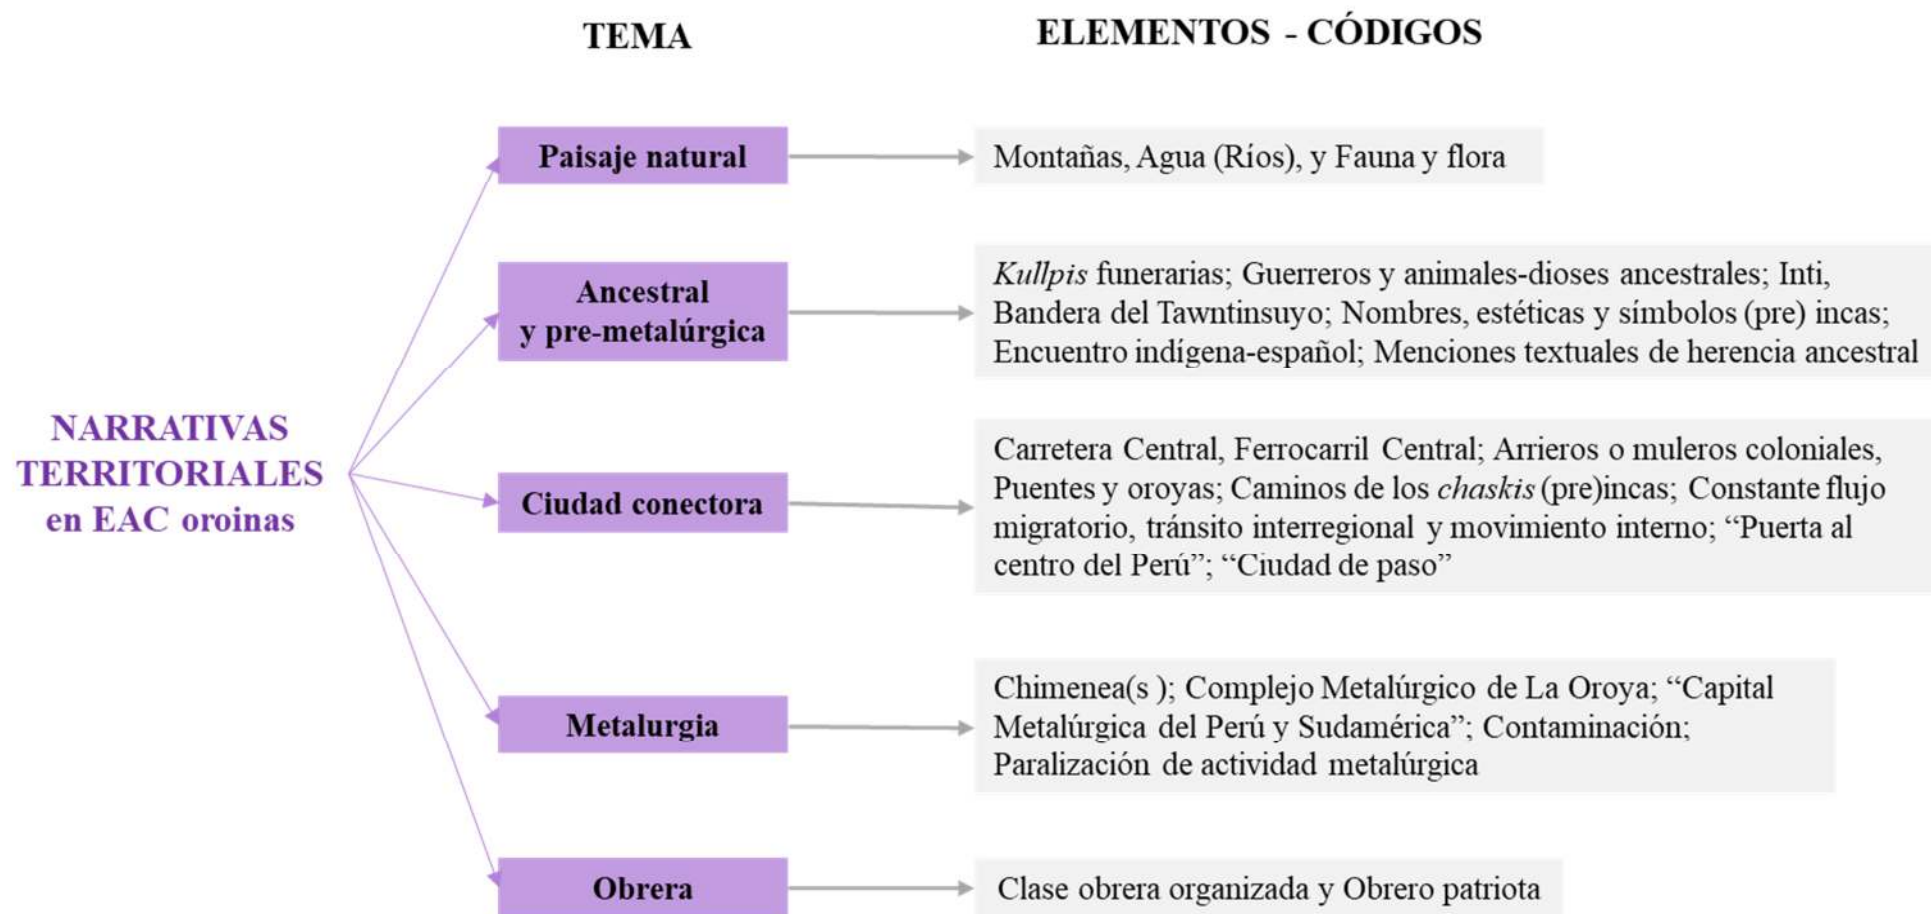 TEMA
ELEMENTOS - CÓDIGOS
NARRATIVAS
TERRITORIALES
en EAC oroinas
Paisaje natural
Montañas, Agua (Ríos), y Fauna y flora
Ancestral
y pre-metalúrgica
Kullpis funerarias; Guerreros y animales-dioses ancestrales; Inti,
Bandera del Tawntinsuyo; Nombres, estéticas y símbolos (pre) incas;
Encuentro indígena-español; Menciones textuales de herencia ancestral
Ciudad conectora
Carretera Central, Ferrocarril Central; Arrieros o muleros coloniales,
Puentes y oroyas; Caminos de los chaskis (pre)incas; Constante flujo
migratorio, tránsito interregional y movimiento interno; “Puerta al
centro del Perú”; “Ciudad de paso”
Metalurgia
Chimenea(s ); Complejo Metalúrgico de La Oroya; “Capital
Metalúrgica del Perú y Sudamérica”; Contaminación;
Paralización de actividad metalúrgica
Obrera
Clase obrera organizada y Obrero patriota